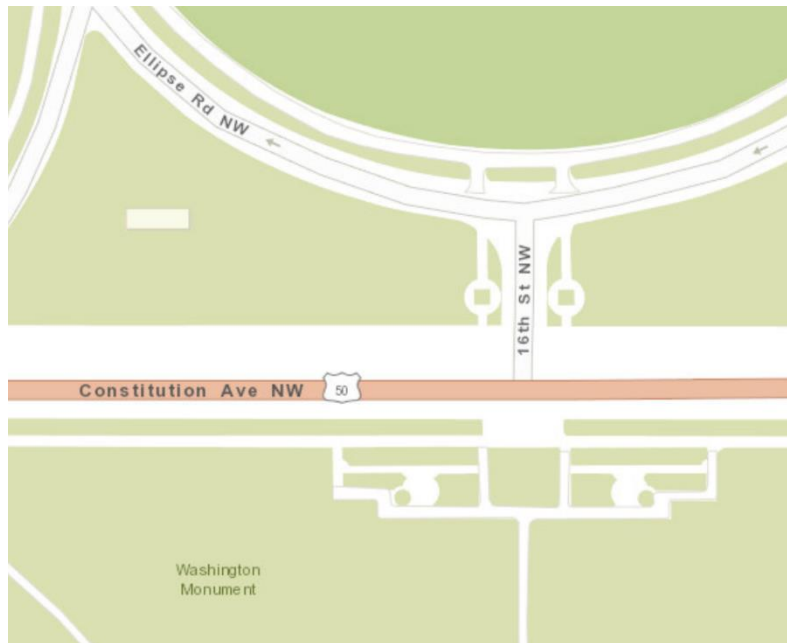 Ellipse Rd NW
16th St NW
Constitution Ave NW
50
Washington
Monument